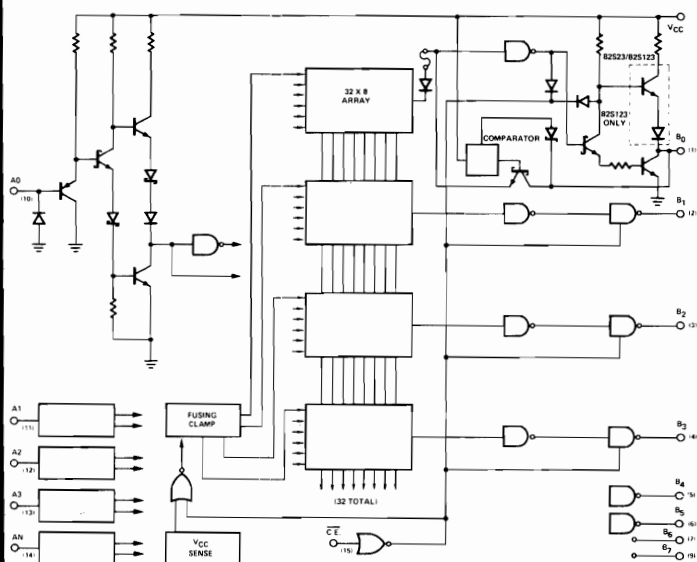 VCC
82S23/82S123
32 X 8
ARRAY
82S123
ONLY
COMPARATOR
B0
(1)
A0
(10)
B1
(2)
B2
(3)
A1
(11)
FUSING
CLAMP
B3
(4)
A2
(12)
B4
(5)
A3
(13)
(32 TOTAL)
B5
(6)
B6
(7)
C E.
(15)
AN
(14)
VCC
SENSE
B7
(9)